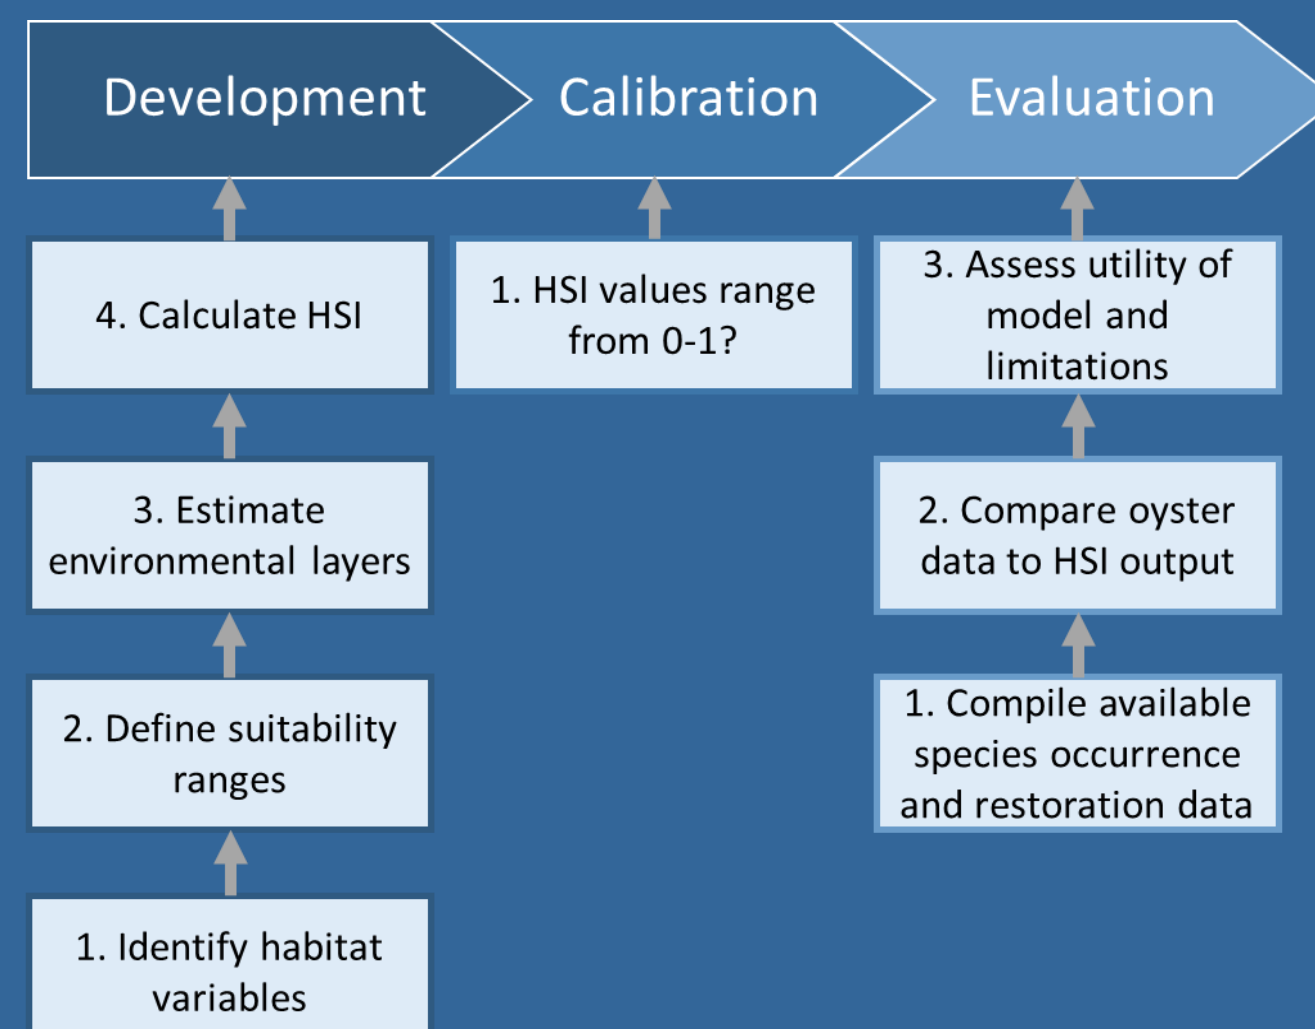 Development
Calibration
Evaluation
4. Calculate HSI
1. HSI values range
from 0-1?
3. Assess utility of
model and
limitations
3. Estimate
environmental layers
2. Compare oyster
data to HSI output
2. Define suitability
ranges
1. Compile available
species occurrence
and restoration data
1. Identify habitat
variables